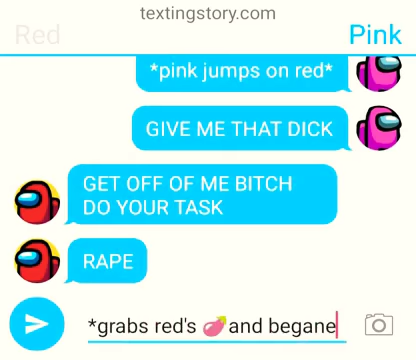 textingstory.com
Red
Pink
*pink jumps on red*
GIVE ME THAT DICK
GET OFF OF ME BITCH
DO YOUR TASK
RAPE
*grabs red's 🍆and begane